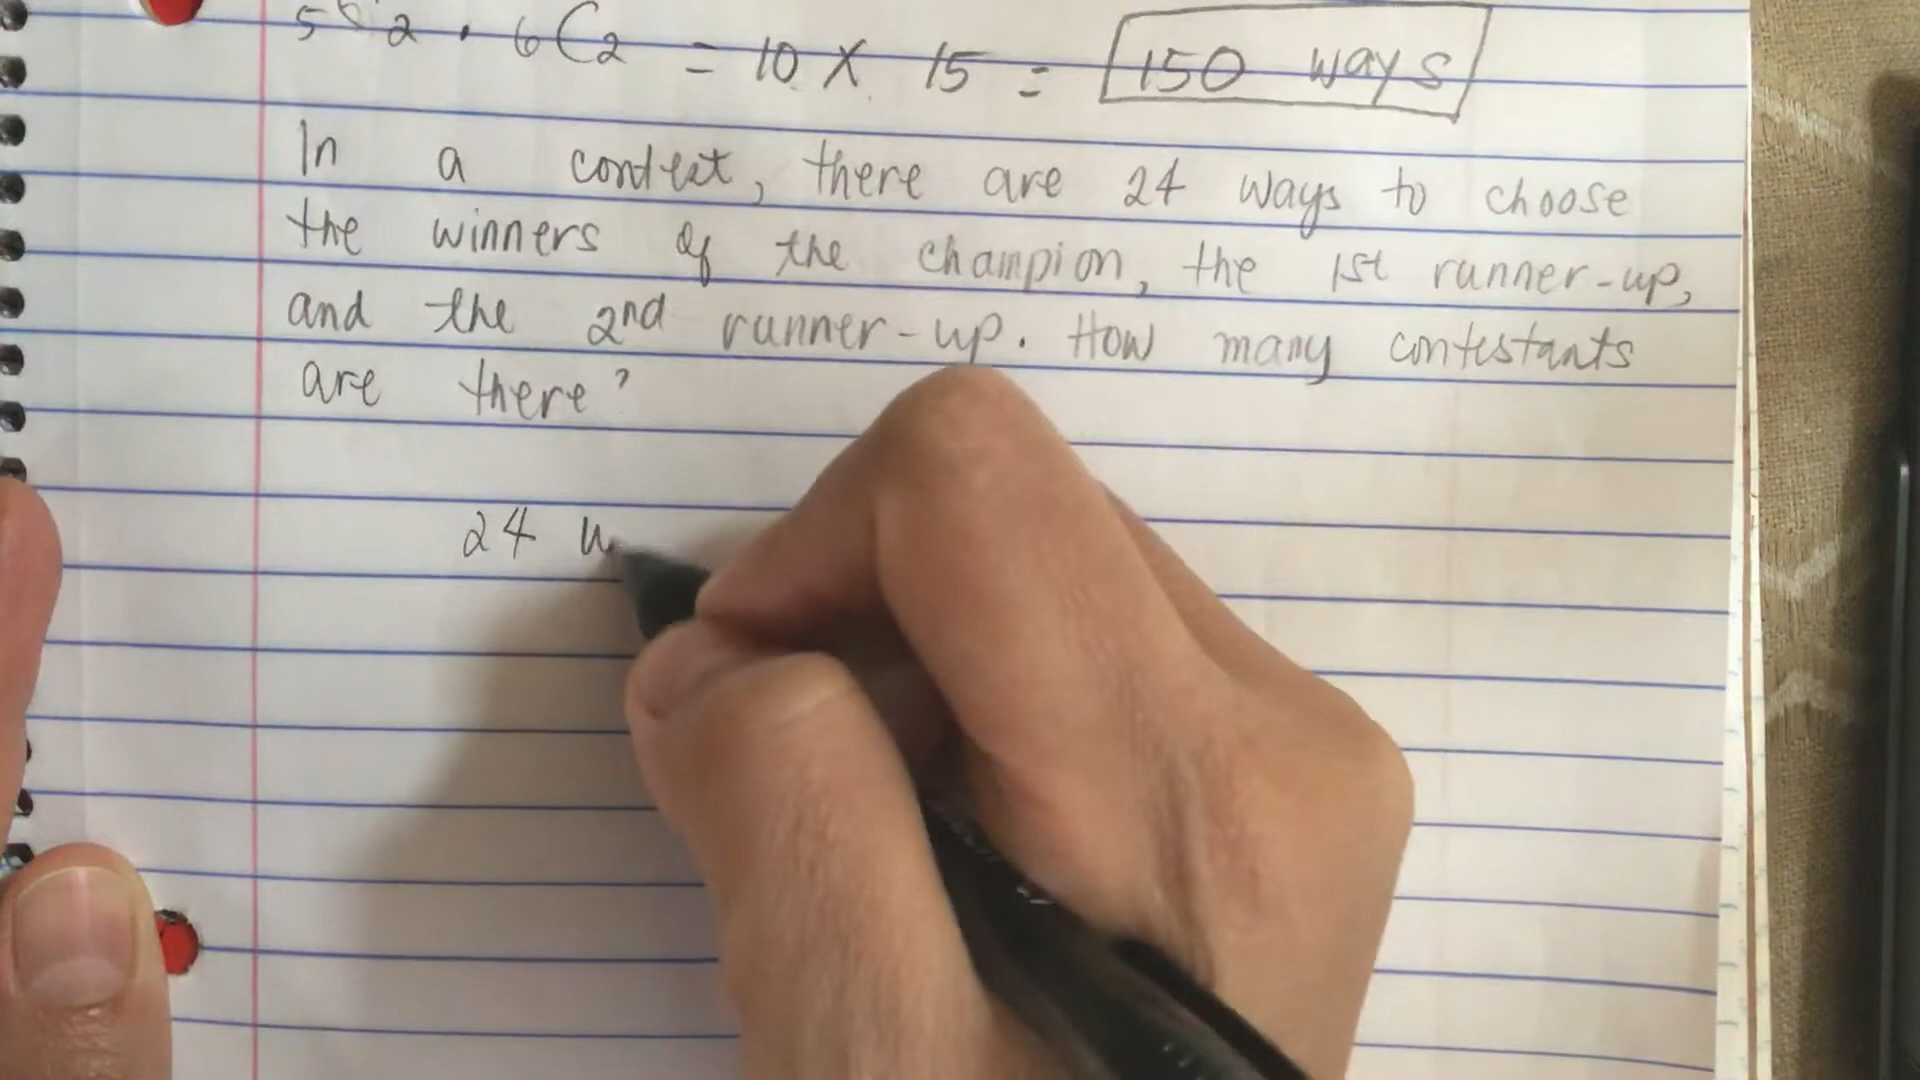 5C2 · 6C2 = 10 X 15 = 150 ways
In a contest, there are 24 ways to choose
the winners of the champion, the 1st runner-up,
and the 2nd runner-up. How many contestants
are there?
24 w